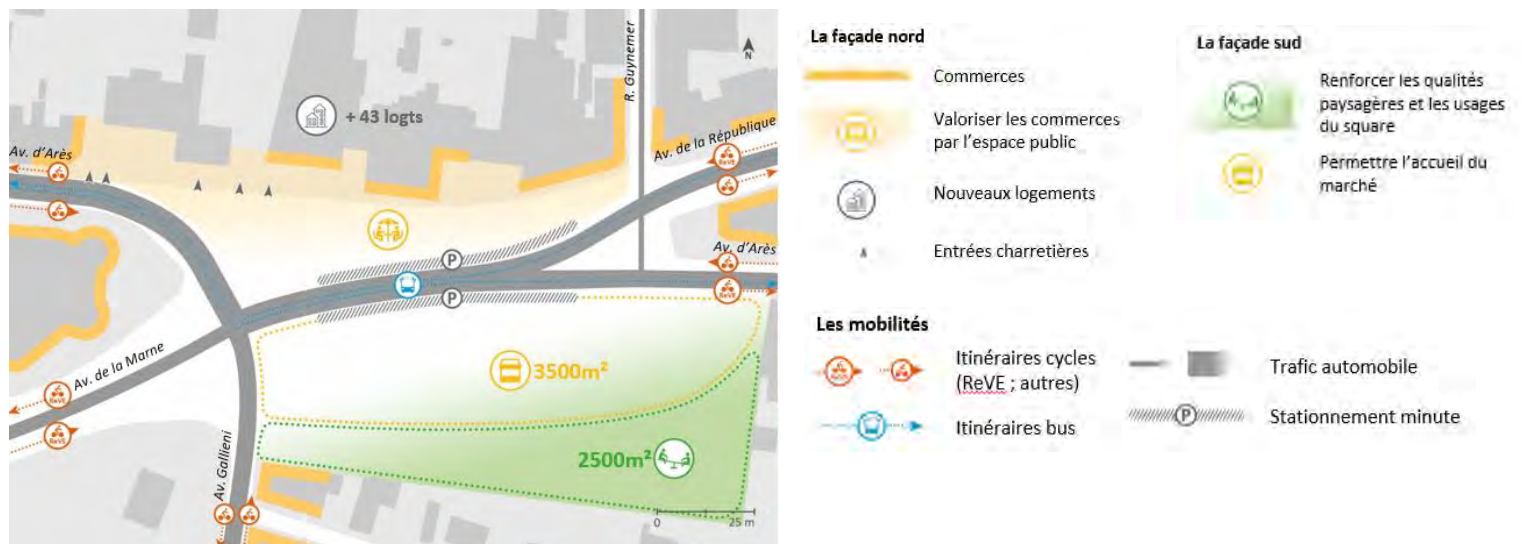 N
R. Guynemer
+ 43 logts
Av. d'Arès
Av. de la République
ReVE
P
Av. d'Arès
ReVE
P
3500m²
Av. de la Marne
ReVE
ReVE
2500m²
Av. Gallieni
0 25 m
La façade nord
Commerces
Valoriser les commerces
par l'espace public
Nouveaux logements
Entrées charretières
La façade sud
Renforcer les qualités
paysagères et les usages
du square
Permettre l'accueil du
marché
Les mobilités
ReVE
Itinéraires cycles
(ReVE ; autres)
Itinéraires bus
Trafic automobile
P
Stationnement minute